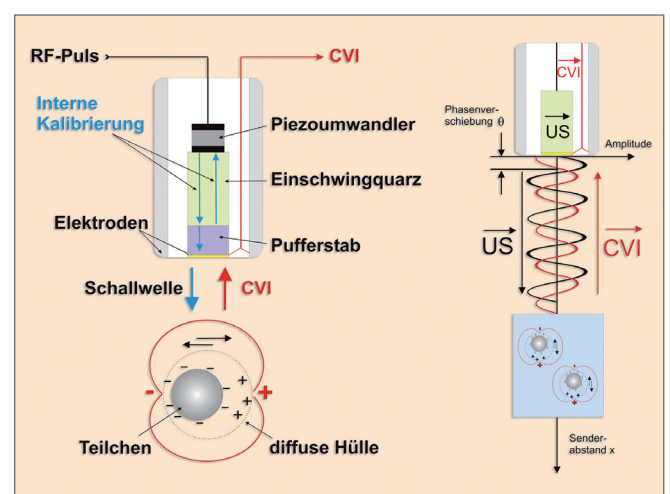 RF-Puls
CVI
Interne
Kalibrierung
Piezoumwandler
Einschwingquarz
Elektroden
Pufferstab
Schallwelle
CVI
-
+
- - - - - - -
+ + + + + +
Teilchen
diffuse Hülle
CVI
US
Phasenver-
schiebung θ
Amplitude
US
CVI
Sender-
abstand x